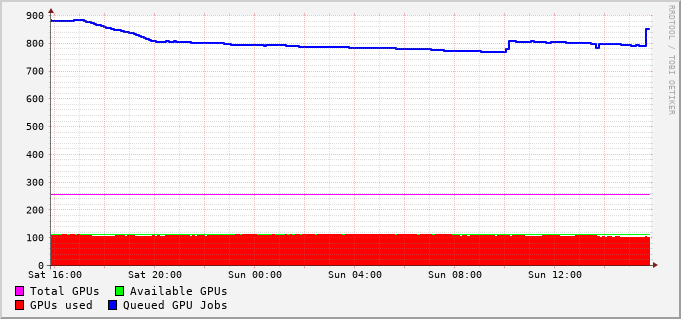 900
800
700
600
500
400
300
200
100
0
Sat 16:00 Sat 20:00 Sun 00:00 Sun 04:00 Sun 08:00 Sun 12:00
Total GPUs Available GPUs
GPUs used Queued GPU Jobs
RRDTOOL / TOBI OETIKER